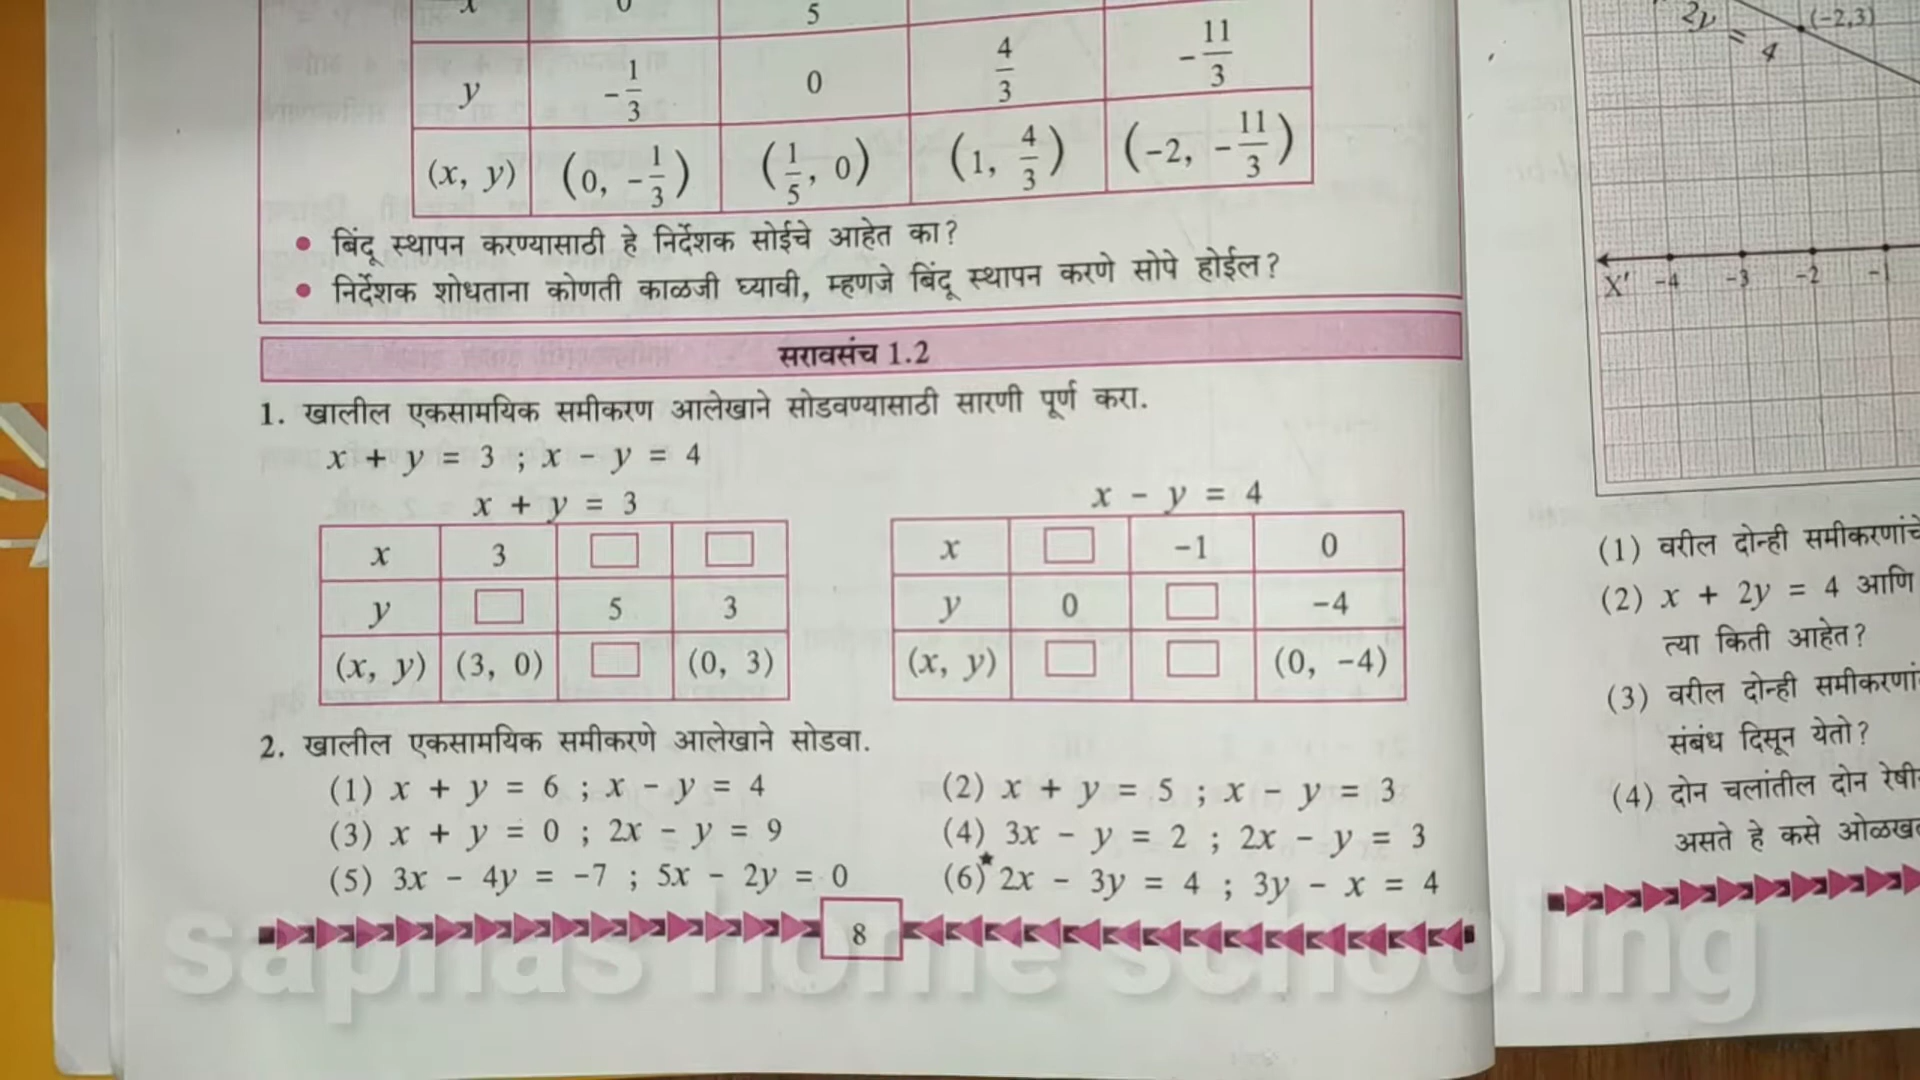 x 0 5
y -1/3 0 4/3 -11/3
(x, y) (0, -1/3) (1/5, 0) (1, 4/3) (-2, -11/3)
• बिंदू स्थापन करण्यासाठी हे निर्देशक सोईचे आहेत का?
• निर्देशक शोधताना कोणती काळजी घ्यावी, म्हणजे बिंदू स्थापन करणे सोपे होईल?
सरावसंच 1.2
1. खालील एकसामयिक समीकरण आलेखाने सोडवण्यासाठी सारणी पूर्ण करा.
x + y = 3 ; x - y = 4
x + y = 3
x 3 □ □
y □ 5 3
(x, y) (3, 0) □ (0, 3)
x - y = 4
x □ -1 0
y 0 □ -4
(x, y) □ □ (0, -4)
2. खालील एकसामयिक समीकरणे आलेखाने सोडवा.
(1) x + y = 6 ; x - y = 4
(2) x + y = 5 ; x - y = 3
(3) x + y = 0 ; 2x - y = 9
(4) 3x - y = 2 ; 2x - y = 3
(5) 3x - 4y = -7 ; 5x - 2y = 0
(6)★ 2x - 3y = 4 ; 3y - x = 4
8
2y = 4
(-2,3)
X' -4 -3 -2 -1
(1) वरील दोन्ही
(2) x + 2y = 4 आणि
त्या किती आहेत?
(3) वरील दोन्ही
संबंध दिसून येतो?
(4) दोन चलांतील दोन
असते हे कसे
sapnas home schooling